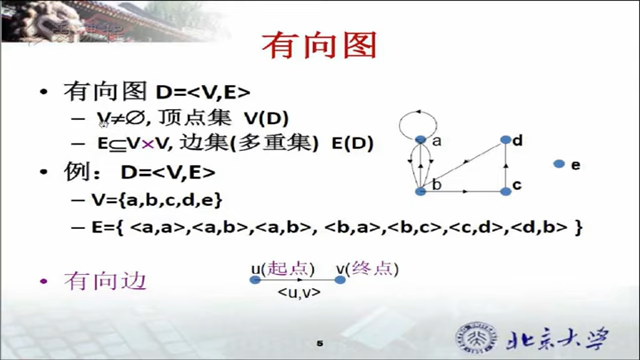 有向图
• 有向图 D=<V,E>
– V≠∅, 顶点集 V(D)
– E⊆V×V, 边集(多重集) E(D)
• 例：D=<V,E>
– V={a,b,c,d,e}
– E={ <a,a>,<a,b>,<a,b>, <b,a>,<b,c>,<c,d>,<d,b> }
a
d
e
b
c
• 有向边
u(起点)
v(终点)
<u,v>
5
北京大学